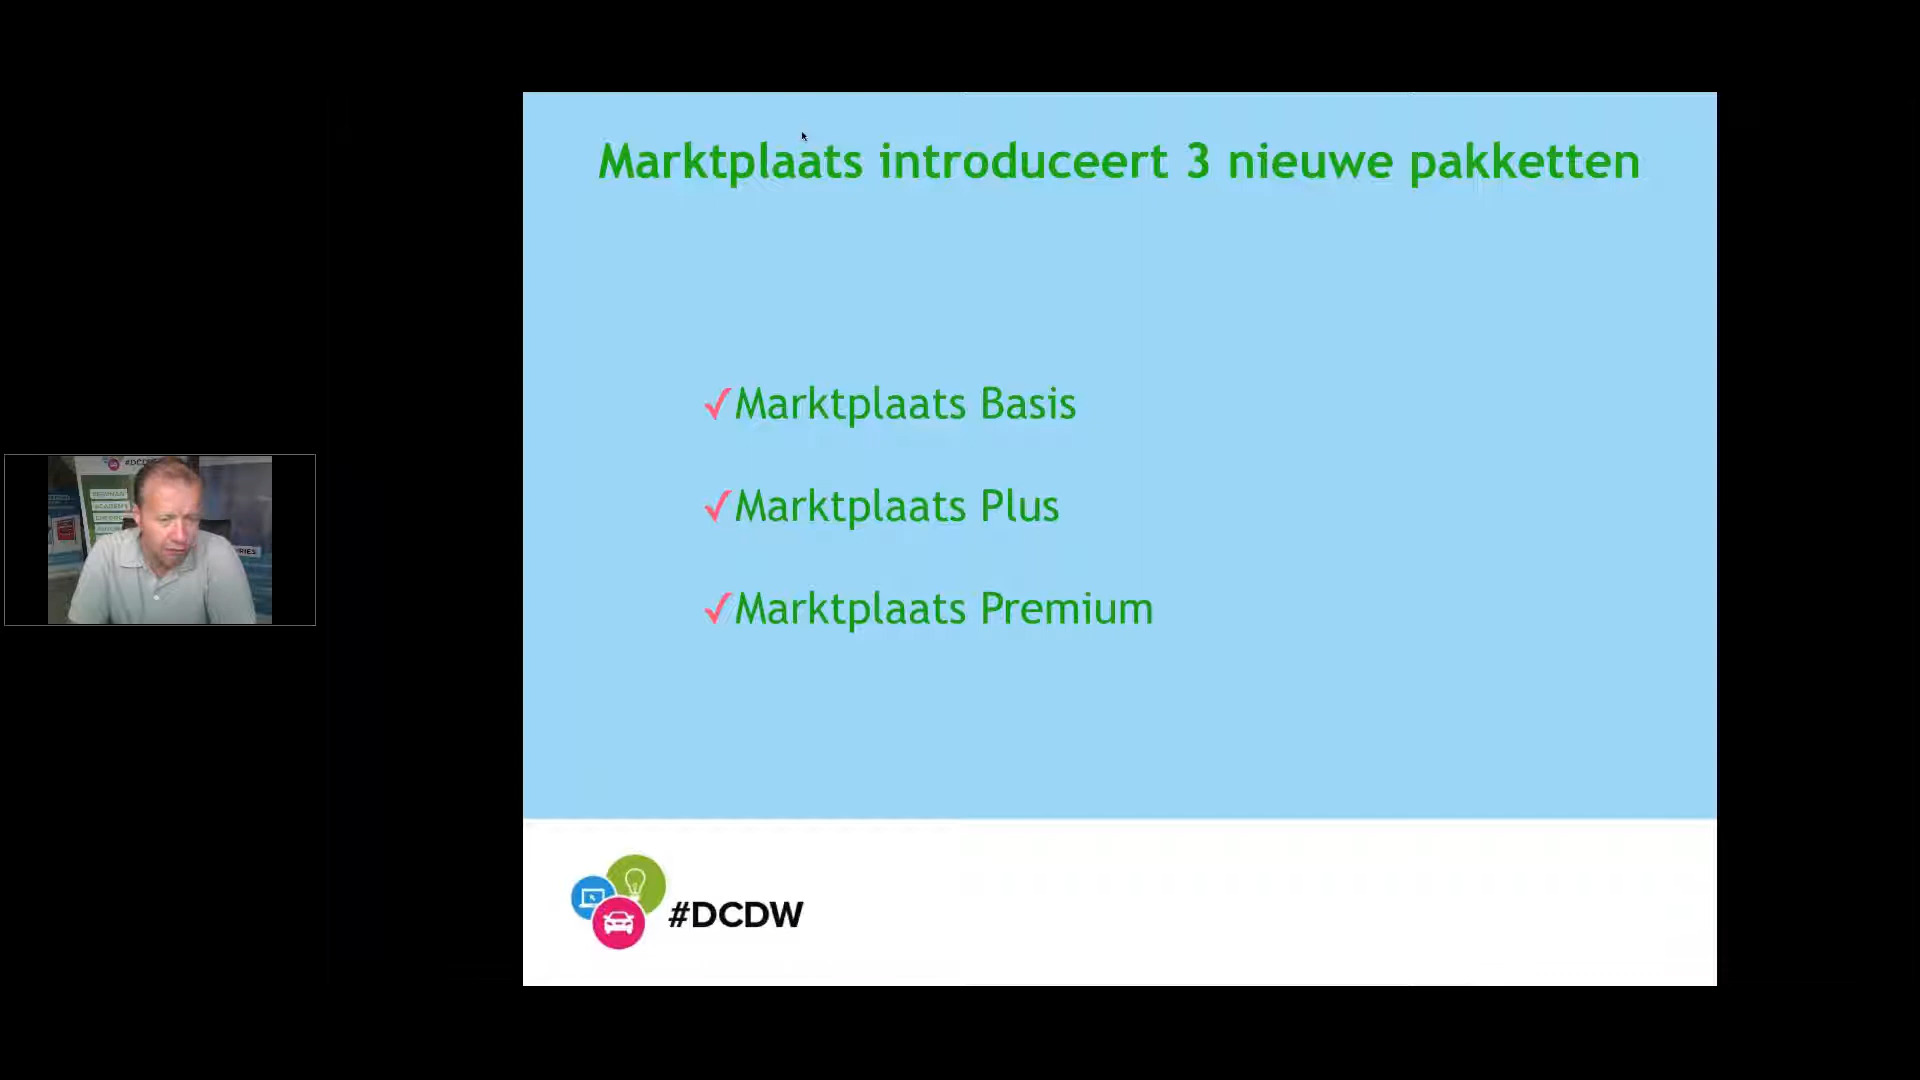 Marktplaats introduceert 3 nieuwe pakketten
✓Marktplaats Basis
✓Marktplaats Plus
✓Marktplaats Premium
#DCDW